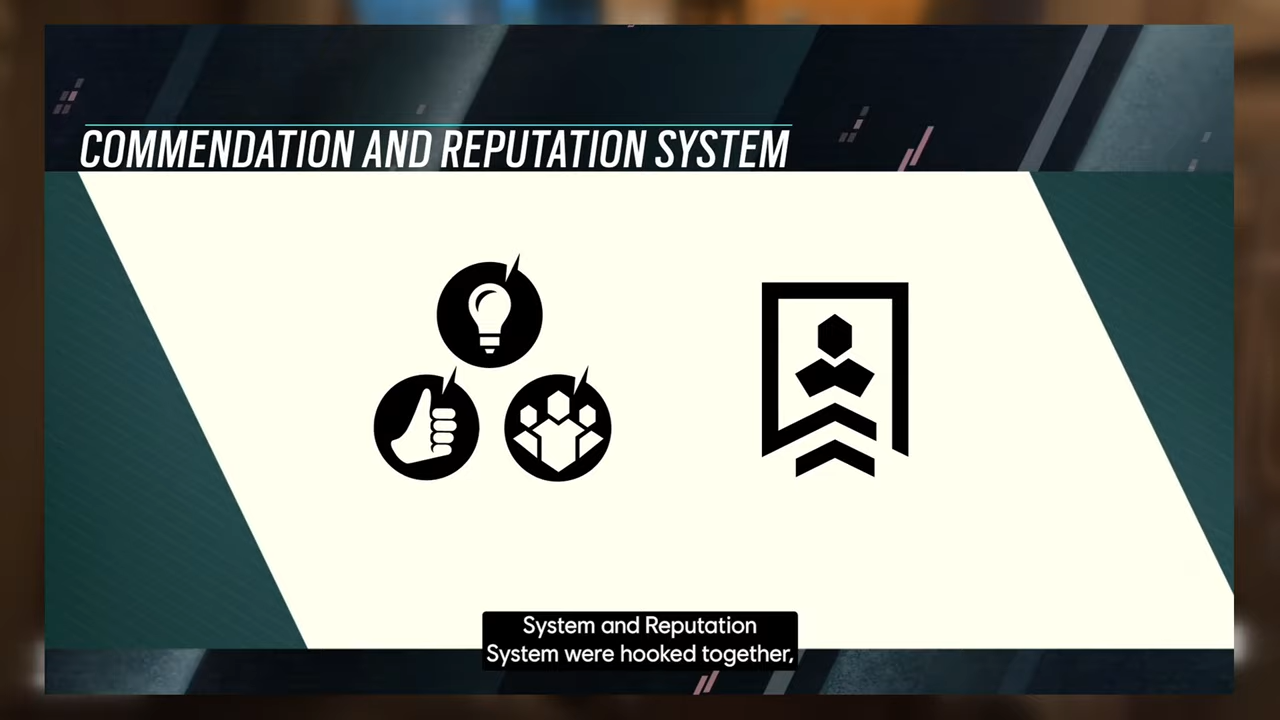 COMMENDATION AND REPUTATION SYSTEM
System and Reputation
System were hooked together,